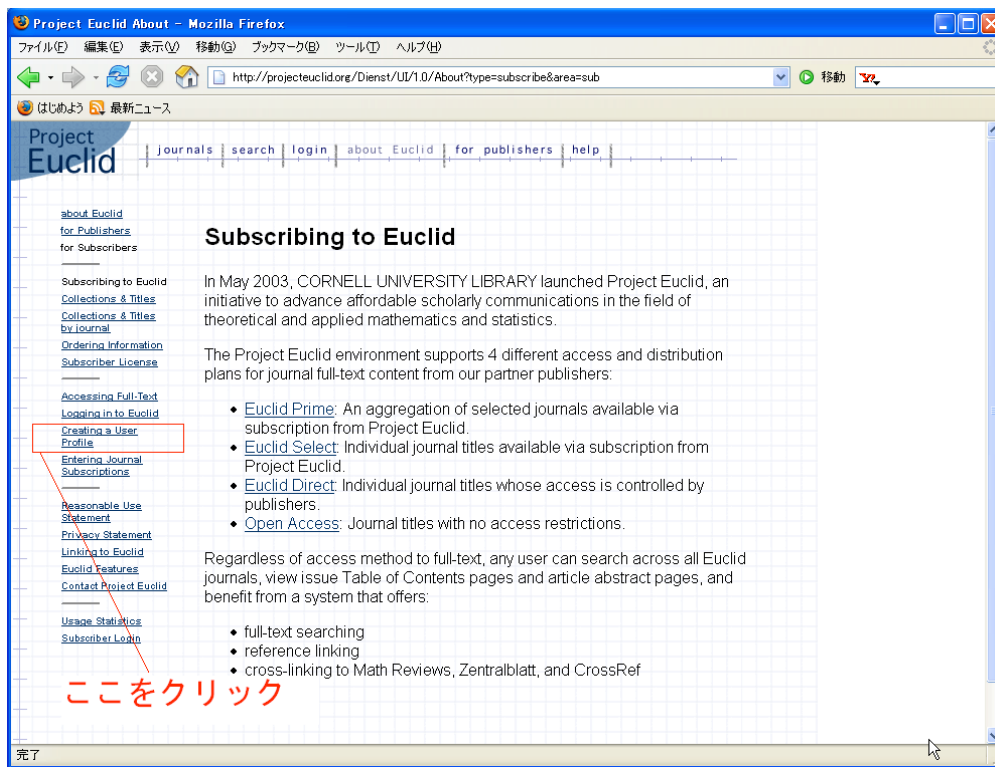 Project Euclid About - Mozilla Firefox
ファイル(F) 編集(E) 表示(V) 移動(G) ブックマーク(B) ツール(T) ヘルプ(H)
http://projecteuclid.org/Dienst/UI/1.0/About?type=subscribe&area=sub 移動
はじめよう 最新ニュース
Project
Euclid
journals search login about Euclid for publishers help
about Euclid
for Publishers
for Subscribers
Subscribing to Euclid
Collections & Titles
Collections & Titles
by journal
Ordering Information
Subscriber License
Accessing Full-Text
Logging in to Euclid
Creating a User
Profile
Entering Journal
Subscriptions
Reasonable Use
Statement
Privacy Statement
Linking to Euclid
Euclid Features
Contact Project Euclid
Usage Statistics
Subscriber Login
Subscribing to Euclid
In May 2003, CORNELL UNIVERSITY LIBRARY launched Project Euclid, an
initiative to advance affordable scholarly communications in the field of
theoretical and applied mathematics and statistics.
The Project Euclid environment supports 4 different access and distribution
plans for journal full-text content from our partner publishers:
• Euclid Prime: An aggregation of selected journals available via
subscription from Project Euclid.
• Euclid Select: Individual journal titles available via subscription from
Project Euclid.
• Euclid Direct: Individual journal titles whose access is controlled by
publishers.
• Open Access: Journal titles with no access restrictions.
Regardless of access method to full-text, any user can search across all Euclid
journals, view issue Table of Contents pages and article abstract pages, and
benefit from a system that offers:
• full-text searching
• reference linking
• cross-linking to Math Reviews, Zentralblatt, and CrossRef
ここをクリック
完了